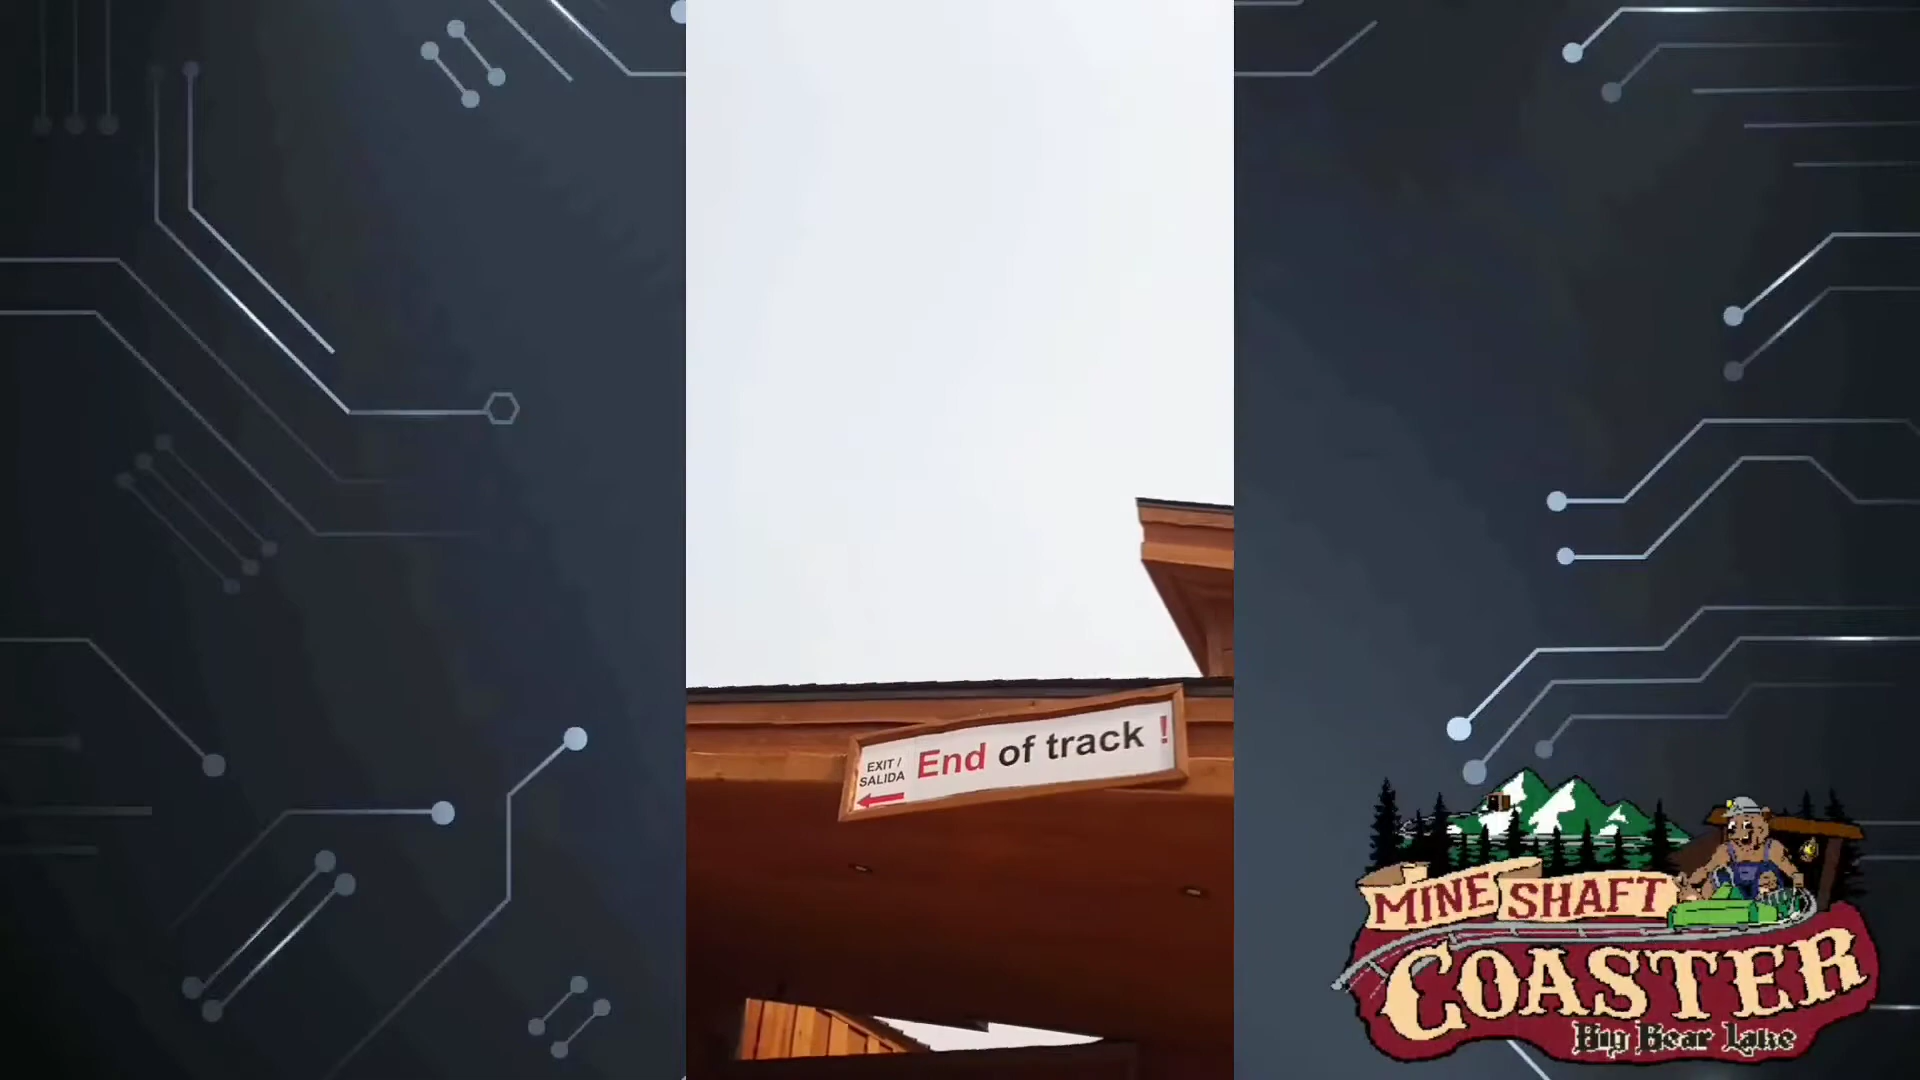 EXIT /
SALIDA
End of track !
MINE SHAFT
COASTER
Big Bear Lake